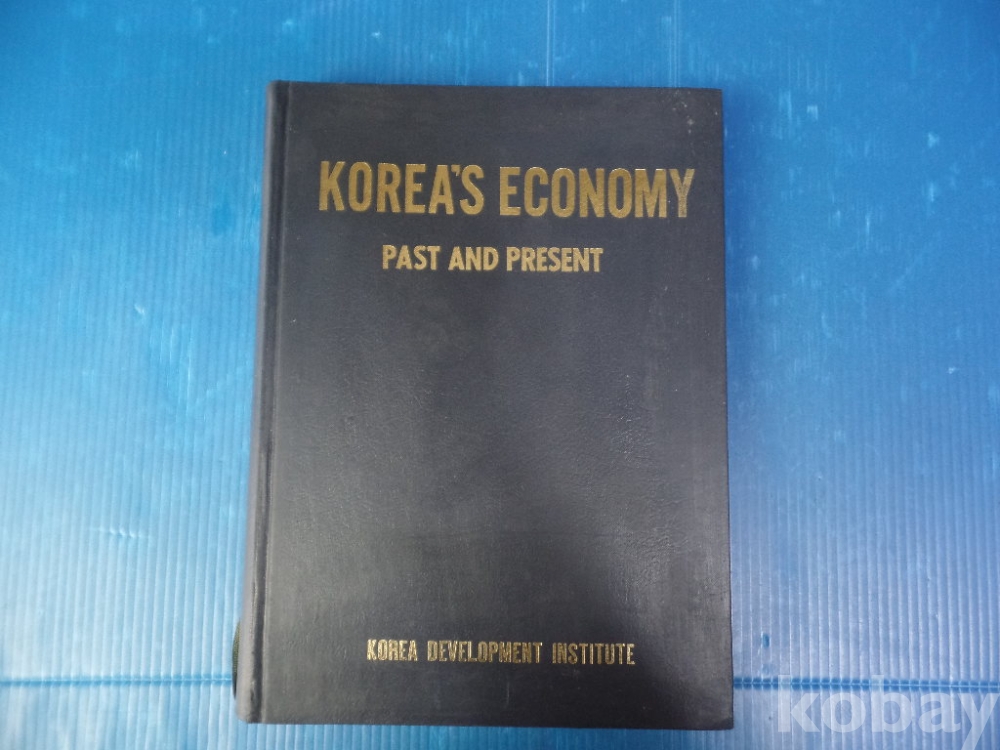 KOREA'S ECONOMY
PAST AND PRESENT
KOREA DEVELOPMENT INSTITUTE
kobay